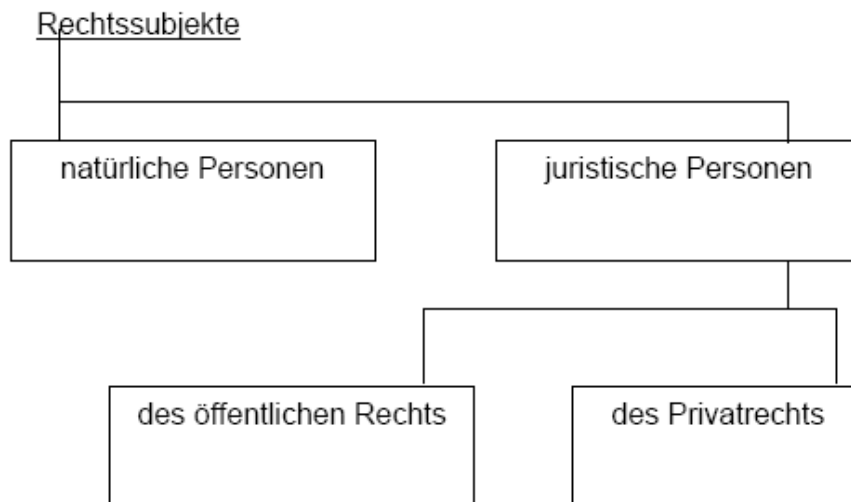 Rechtssubjekte
natürliche Personen
juristische Personen
des öffentlichen Rechts
des Privatrechts